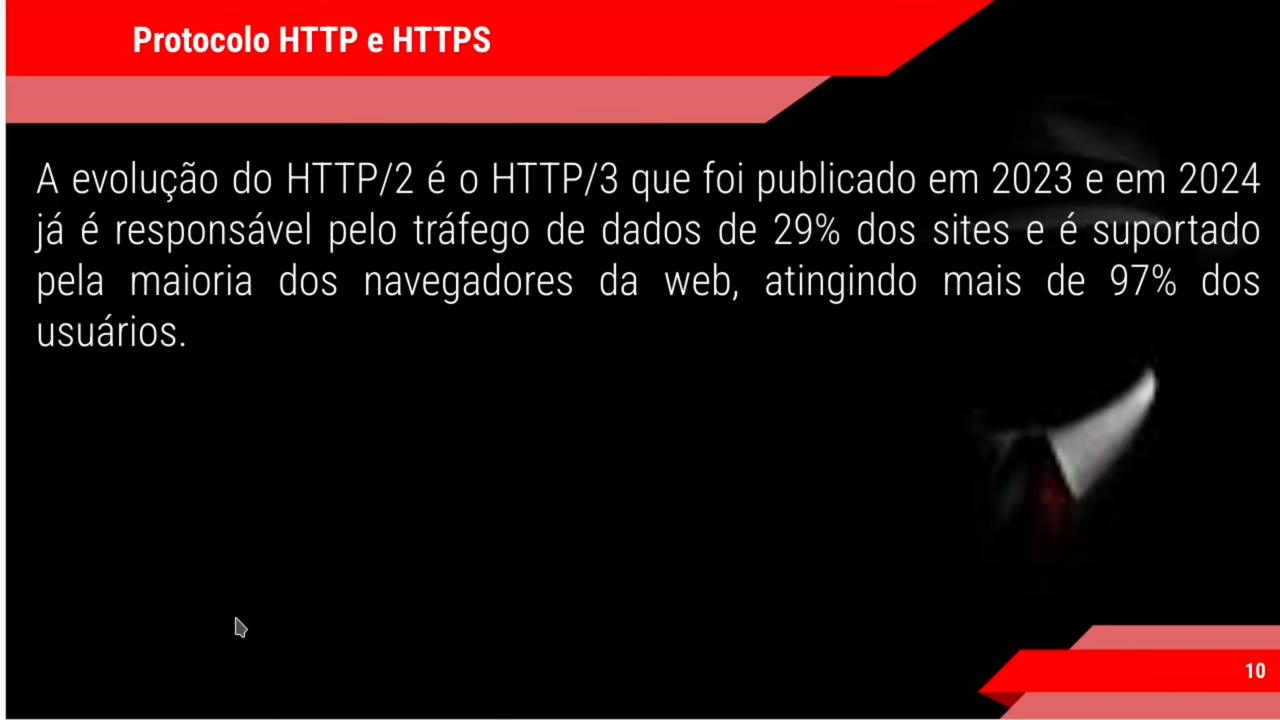 Protocolo HTTP e HTTPS
A evolução do HTTP/2 é o HTTP/3 que foi publicado em 2023 e em 2024
já é responsável pelo tráfego de dados de 29% dos sites e é suportado
pela maioria dos navegadores da web, atingindo mais de 97% dos
usuários.
10